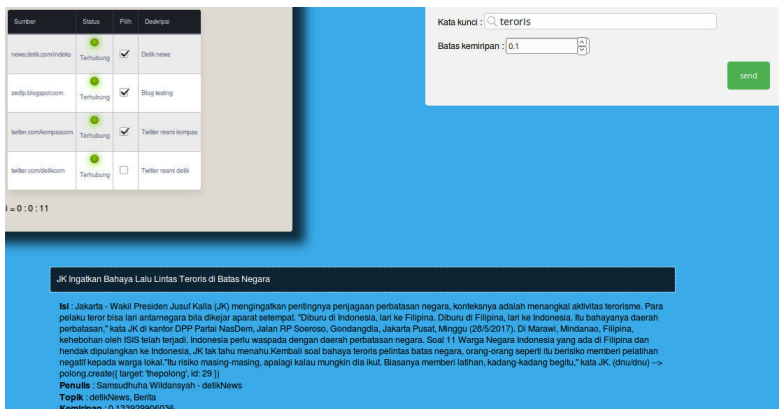 Sumber Status Pilih Deskripsi
news.detik.com/indeks Terhubung Detik news
zedtp.blogspot.com Terhubung Blog testing
twitter.com/kompascom Terhubung Twitter resmi kompas
twitter.com/detikcom Terhubung Twitter resmi detik
i = 0 : 0 : 11
Kata kunci : teroris
Batas kemiripan : 0.1
send
JK Ingatkan Bahaya Lalu Lintas Teroris di Batas Negara
Isi : Jakarta - Wakil Presiden Jusuf Kalla (JK) mengingatkan pentingnya penjagaan perbatasan negara, konteksnya adalah menangkal aktivitas terorisme. Para
pelaku teror bisa lari antarnegara bila dikejar aparat setempat. "Diburu di Indonesia, lari ke Filipina. Diburu di Filipina, lari ke Indonesia. Itu bahayanya daerah
perbatasan," kata JK di kantor DPP Partai NasDem, Jalan RP Soeroso, Gondangdia, Jakarta Pusat, Minggu (28/5/2017). Di Marawi, Mindanao, Filipina,
kehebohan oleh ISIS telah terjadi. Indonesia perlu waspada dengan daerah perbatasan negara. Soal 11 Warga Negara Indonesia yang ada di Filipina dan
hendak dipulangkan ke Indonesia, JK tak tahu menahu.Kembali soal bahaya teroris pelintas batas negara, orang-orang seperti itu berisiko memberi pelatihan
negatif kepada warga lokal."Itu risiko masing-masing, apalagi kalau mungkin dia ikut. Biasanya memberi latihan, kadang-kadang begitu," kata JK. (dnu/dnu) -->
polong.create({ target: 'thepolong', id: 29 })
Penulis : Samsudhuha Wildansyah - detikNews
Topik : detikNews, Berita
Kemiripan : 0.133929906036